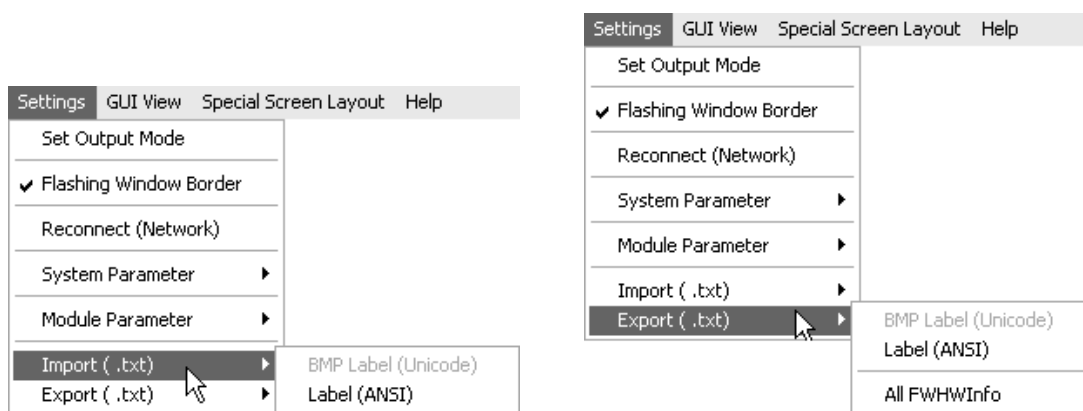 Settings GUI View Special Screen Layout Help
Set Output Mode
Flashing Window Border
Reconnect (Network)
System Parameter
Module Parameter
Import ( .txt)
Export ( .txt)
BMP Label (Unicode)
Label (ANSI)
Settings GUI View Special Screen Layout Help
Set Output Mode
Flashing Window Border
Reconnect (Network)
System Parameter
Module Parameter
Import ( .txt)
Export ( .txt)
BMP Label (Unicode)
Label (ANSI)
All FWHWInfo